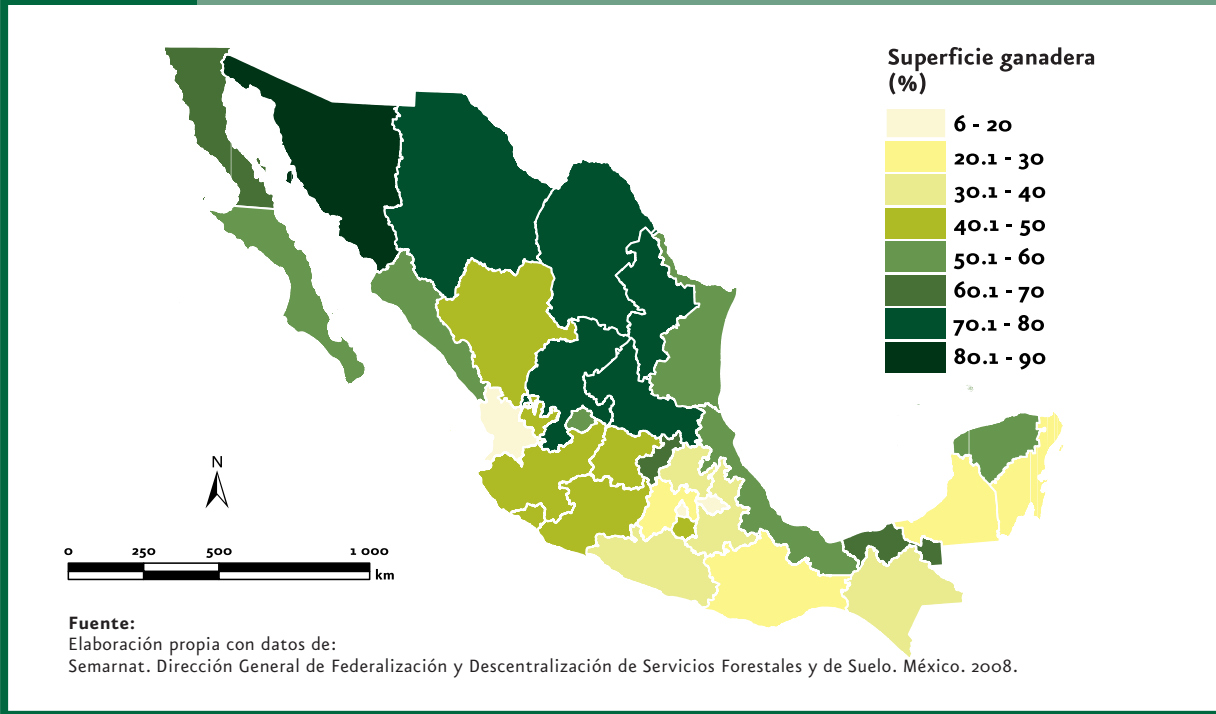 Superficie ganadera
(%)
6 - 20
20.1 - 30
30.1 - 40
40.1 - 50
50.1 - 60
60.1 - 70
70.1 - 80
80.1 - 90
N
0 250 500 1 000
km
Fuente:
Elaboración propia con datos de:
Semarnat. Dirección General de Federalización y Descentralización de Servicios Forestales y de Suelo. México. 2008.